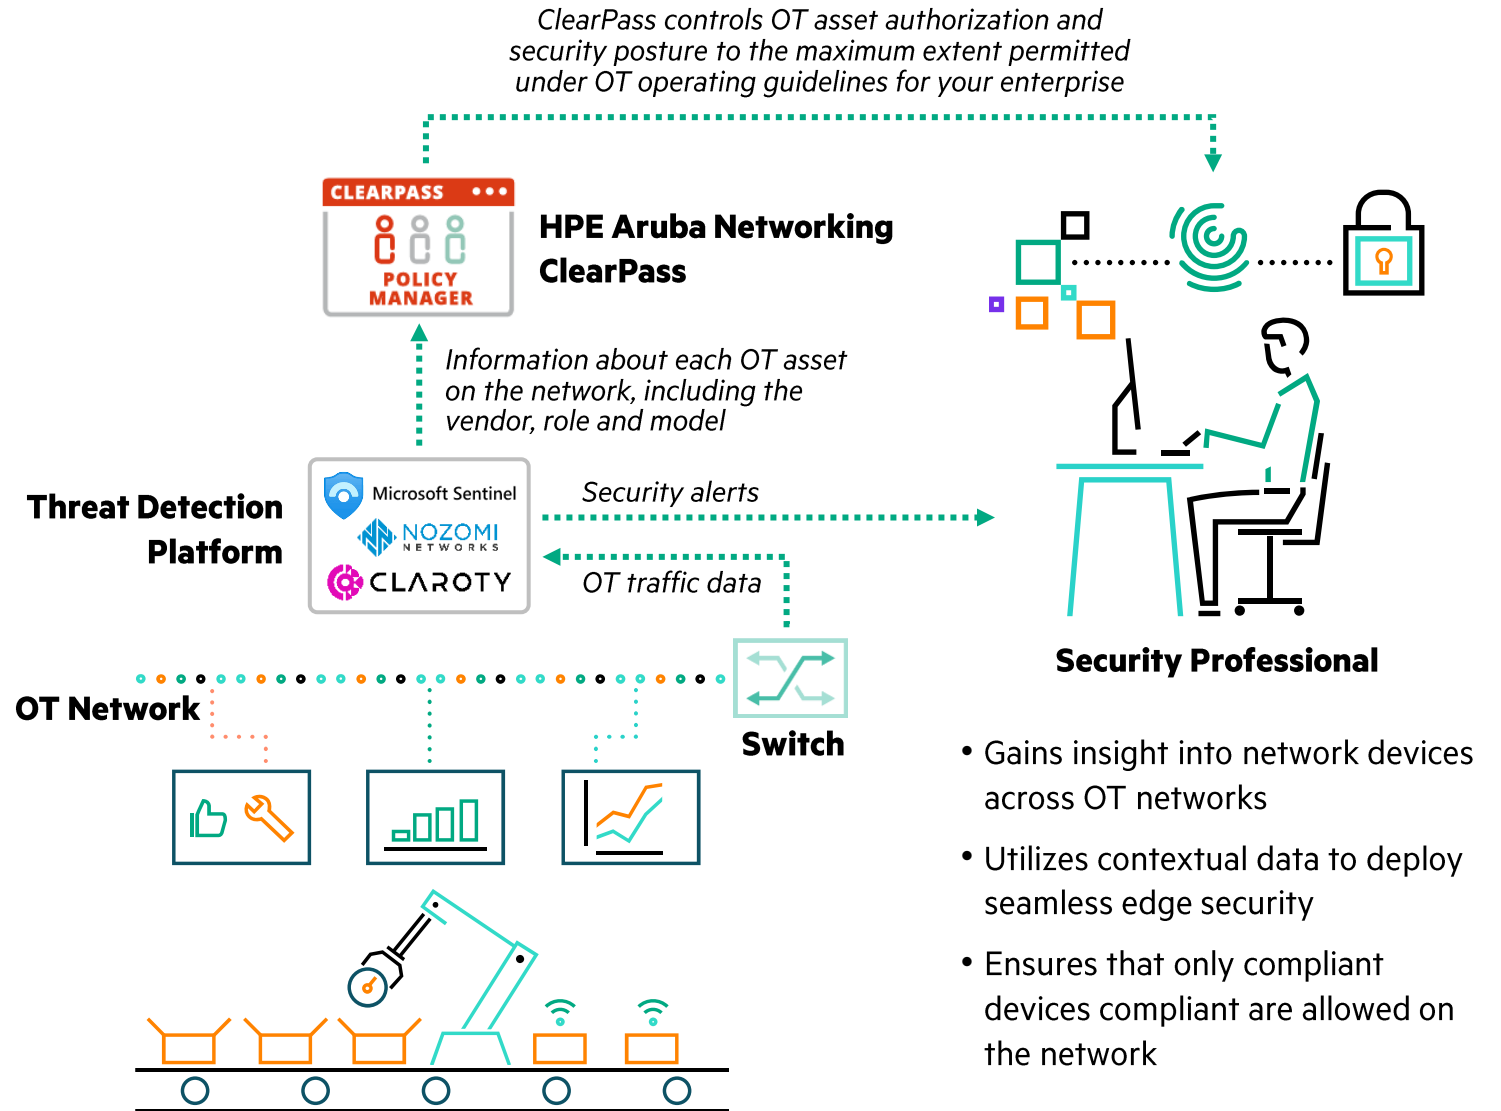 ClearPass controls OT asset authorization and
security posture to the maximum extent permitted
under OT operating guidelines for your enterprise
CLEARPASS
POLICY
MANAGER
HPE Aruba Networking
ClearPass
Information about each OT asset
on the network, including the
vendor, role and model
Threat Detection
Platform
Microsoft Sentinel
NOZOMI
NETWORKS
CLAROTY
Security alerts
OT traffic data
Security Professional
OT Network
Switch
• Gains insight into network devices
across OT networks
• Utilizes contextual data to deploy
seamless edge security
• Ensures that only compliant
devices compliant are allowed on
the network